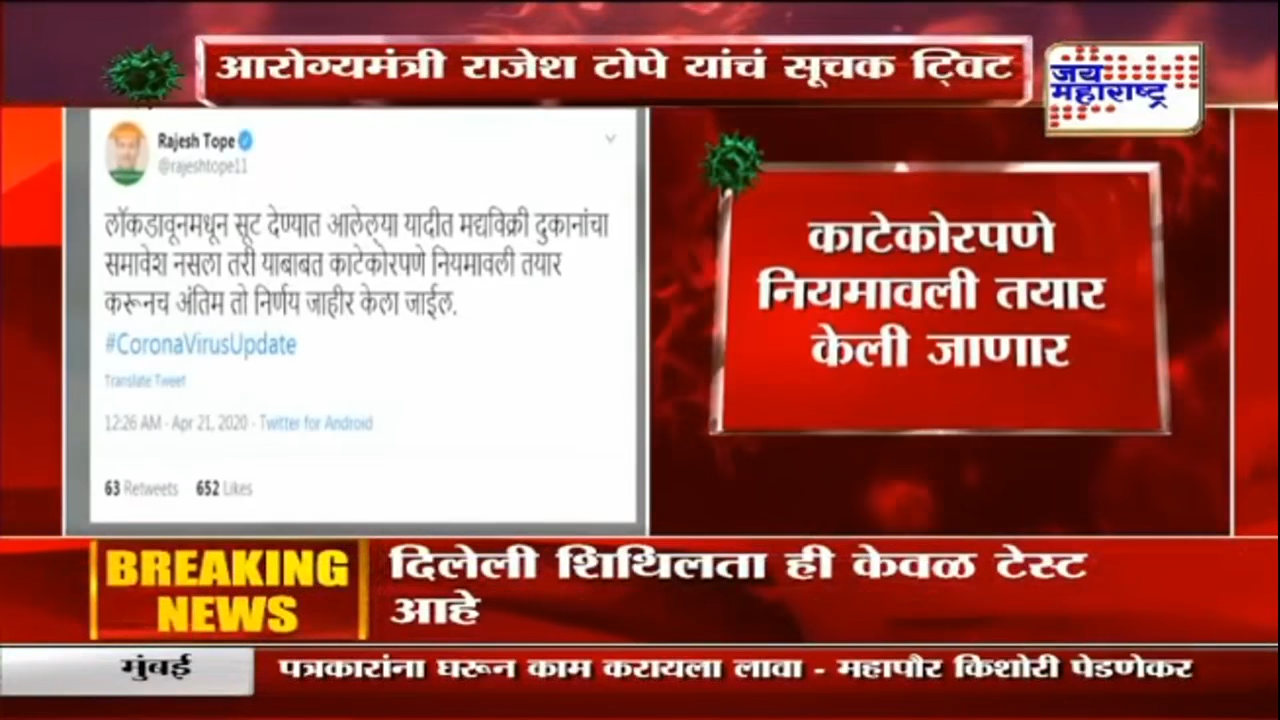 आरोग्यमंत्री राजेश टोपे यांचं सूचक ट्विट
जय
महाराष्ट्र
Rajesh Tope
@rajeshtope11
लॉकडावूनमधून सूट देण्यात आलेल्या यादीत मद्यविक्री दुकानांचा
समावेश नसला तरी याबाबत काटेकोरपणे नियमावली तयार
करूनच अंतिम तो निर्णय जाहीर केला जाईल.
#CoronaVirusUpdate
Translate Tweet
12:26 AM · Apr 21, 2020 · Twitter for Android
63 Retweets 652 Likes
काटेकोरपणे
नियमावली तयार
केली जाणार
BREAKING
NEWS
दिलेली शिथिलता ही केवळ टेस्ट
आहे
मुंबई
पत्रकारांना घरून काम करायला लावा - महापौर किशोरी पेडणेकर